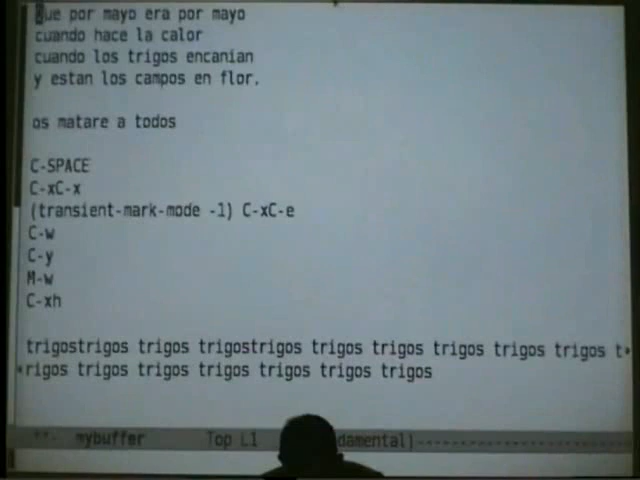 Que por mayo era por mayo
cuando hace la calor
cuando los trigos encanian
y estan los campos en flor.
os matare a todos
C-SPACE
C-xC-x
(transient-mark-mode -1) C-xC-e
C-w
C-y
M-w
C-xh
trigostrigos trigos trigostrigos trigos trigos trigos trigos trigos t
rigos trigos trigos trigos trigos trigos trigos
mybuffer Top L1 damental)